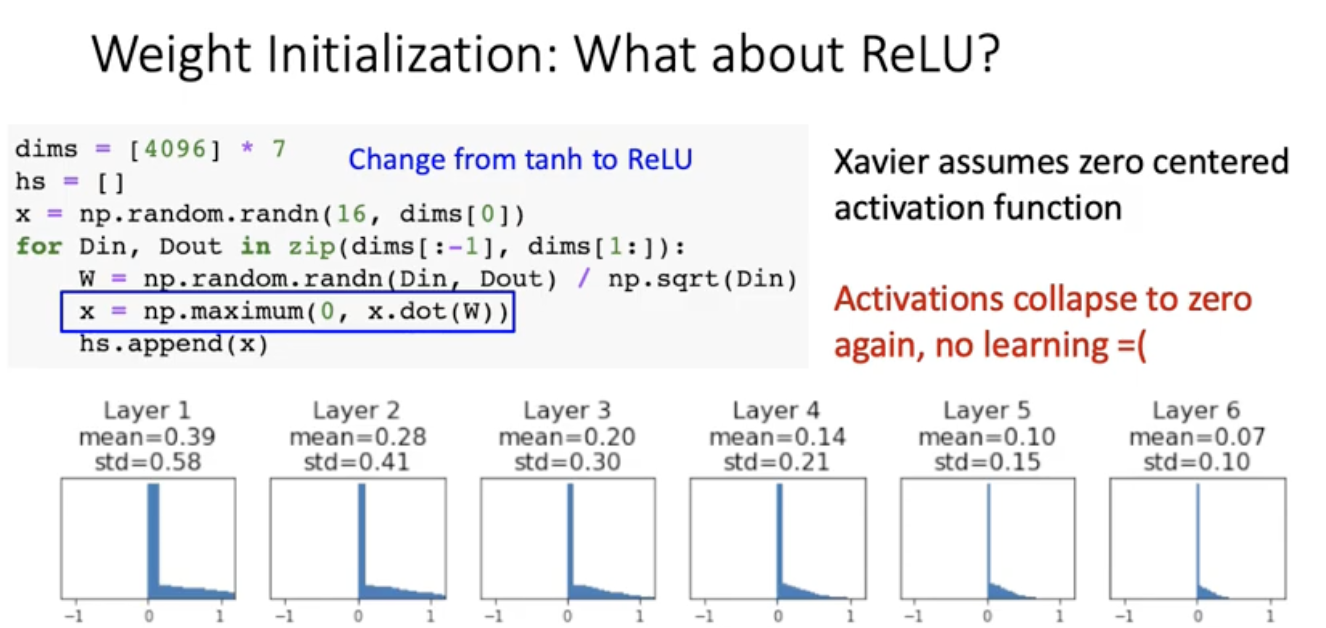 Weight Initialization: What about ReLU?
dims = [4096] * 7
Change from tanh to ReLU
hs = []
x = np.random.randn(16, dims[0])
for Din, Dout in zip(dims[:-1], dims[1:]):
    W = np.random.randn(Din, Dout) / np.sqrt(Din)
    x = np.maximum(0, x.dot(W))
    hs.append(x)
Xavier assumes zero centered
activation function
Activations collapse to zero
again, no learning =(
Layer 1
mean=0.39
std=0.58
-1 0 1
Layer 2
mean=0.28
std=0.41
-1 0 1
Layer 3
mean=0.20
std=0.30
-1 0 1
Layer 4
mean=0.14
std=0.21
-1 0 1
Layer 5
mean=0.10
std=0.15
-1 0 1
Layer 6
mean=0.07
std=0.10
-1 0 1